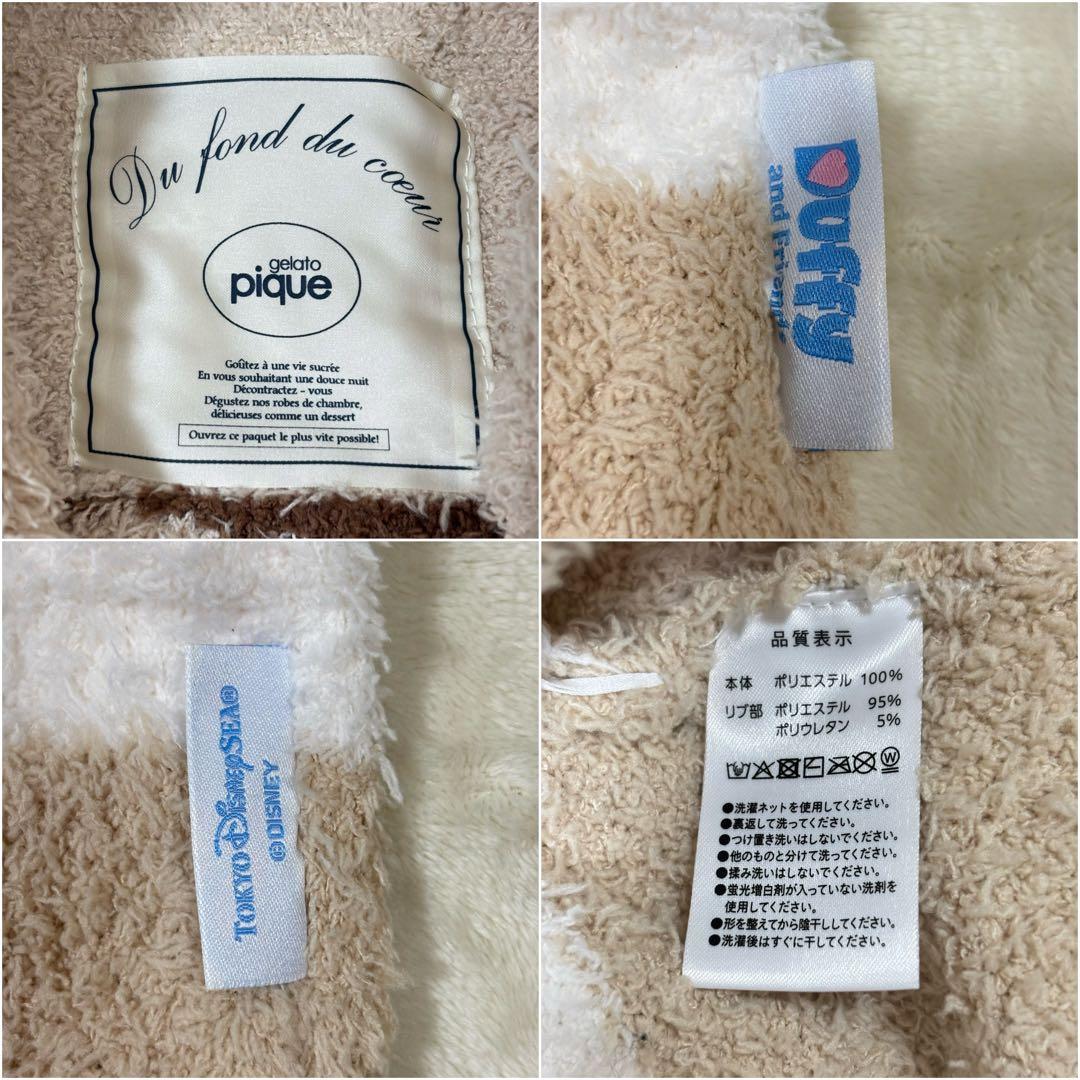 Du fond du cœur
gelato
pique
Goûtez à une vie sucrée
En vous souhaitant une douce nuit
Décontractez - vous
Dégustez nos robes de chambre,
délicieuses comme un dessert
Ouvrez ce paquet le plus vite possible!
Duffy
and Friends
TOKYO DISNEYSEA®
©DISNEY
品質表示
本体 ポリエステル 100%
リブ部 ポリエステル 95%
ポリウレタン 5%
●洗濯ネットを使用してください。
●裏返して洗ってください。
●つけ置き洗いはしないでください。
●他のものと分けて洗ってください。
●揉み洗いはしないでください。
●蛍光増白剤が入っていない洗剤を
使用してください。
●形を整えてから陰干ししてください。
●洗濯後はすぐに干してください。